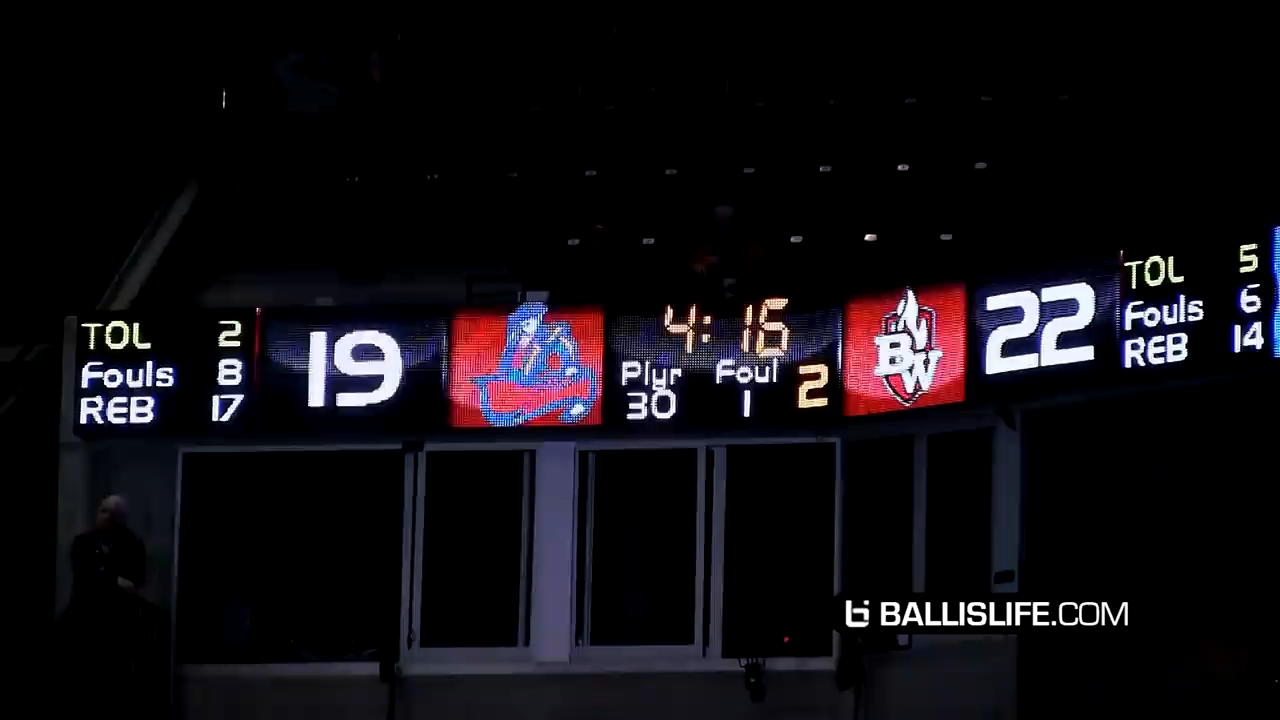 TOL 2
Fouls 8
REB 17
19
4:16
Plyr Foul
30 1
2
BW
22
TOL 5
Fouls 6
REB 14
BALLISLIFE.COM